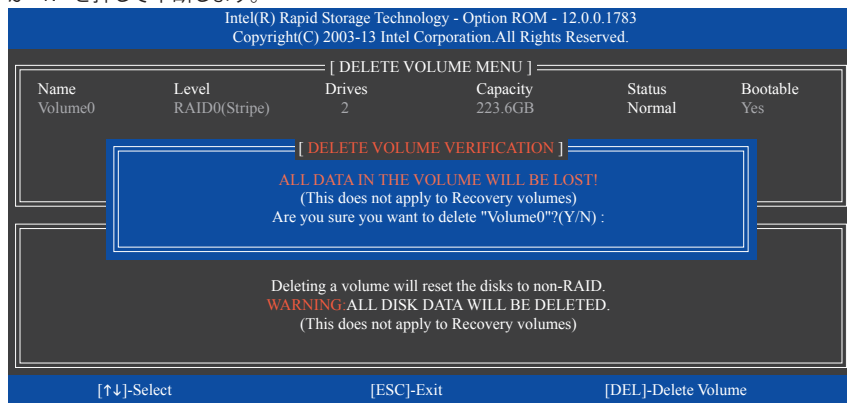 Intel(R) Rapid Storage Technology - Option ROM - 12.0.0.1783
Copyright(C) 2003-13 Intel Corporation.All Rights Reserved.
[ DELETE VOLUME MENU ]
Name Level Drives Capacity Status Bootable
Volume0 RAID0(Stripe) 2 223.6GB Normal Yes
[ DELETE VOLUME VERIFICATION ]
ALL DATA IN THE VOLUME WILL BE LOST!
(This does not apply to Recovery volumes)
Are you sure you want to delete "Volume0"?(Y/N) :
Deleting a volume will reset the disks to non-RAID.
WARNING:ALL DISK DATA WILL BE DELETED.
(This does not apply to Recovery volumes)
[↑↓]-Select [ESC]-Exit [DEL]-Delete Volume